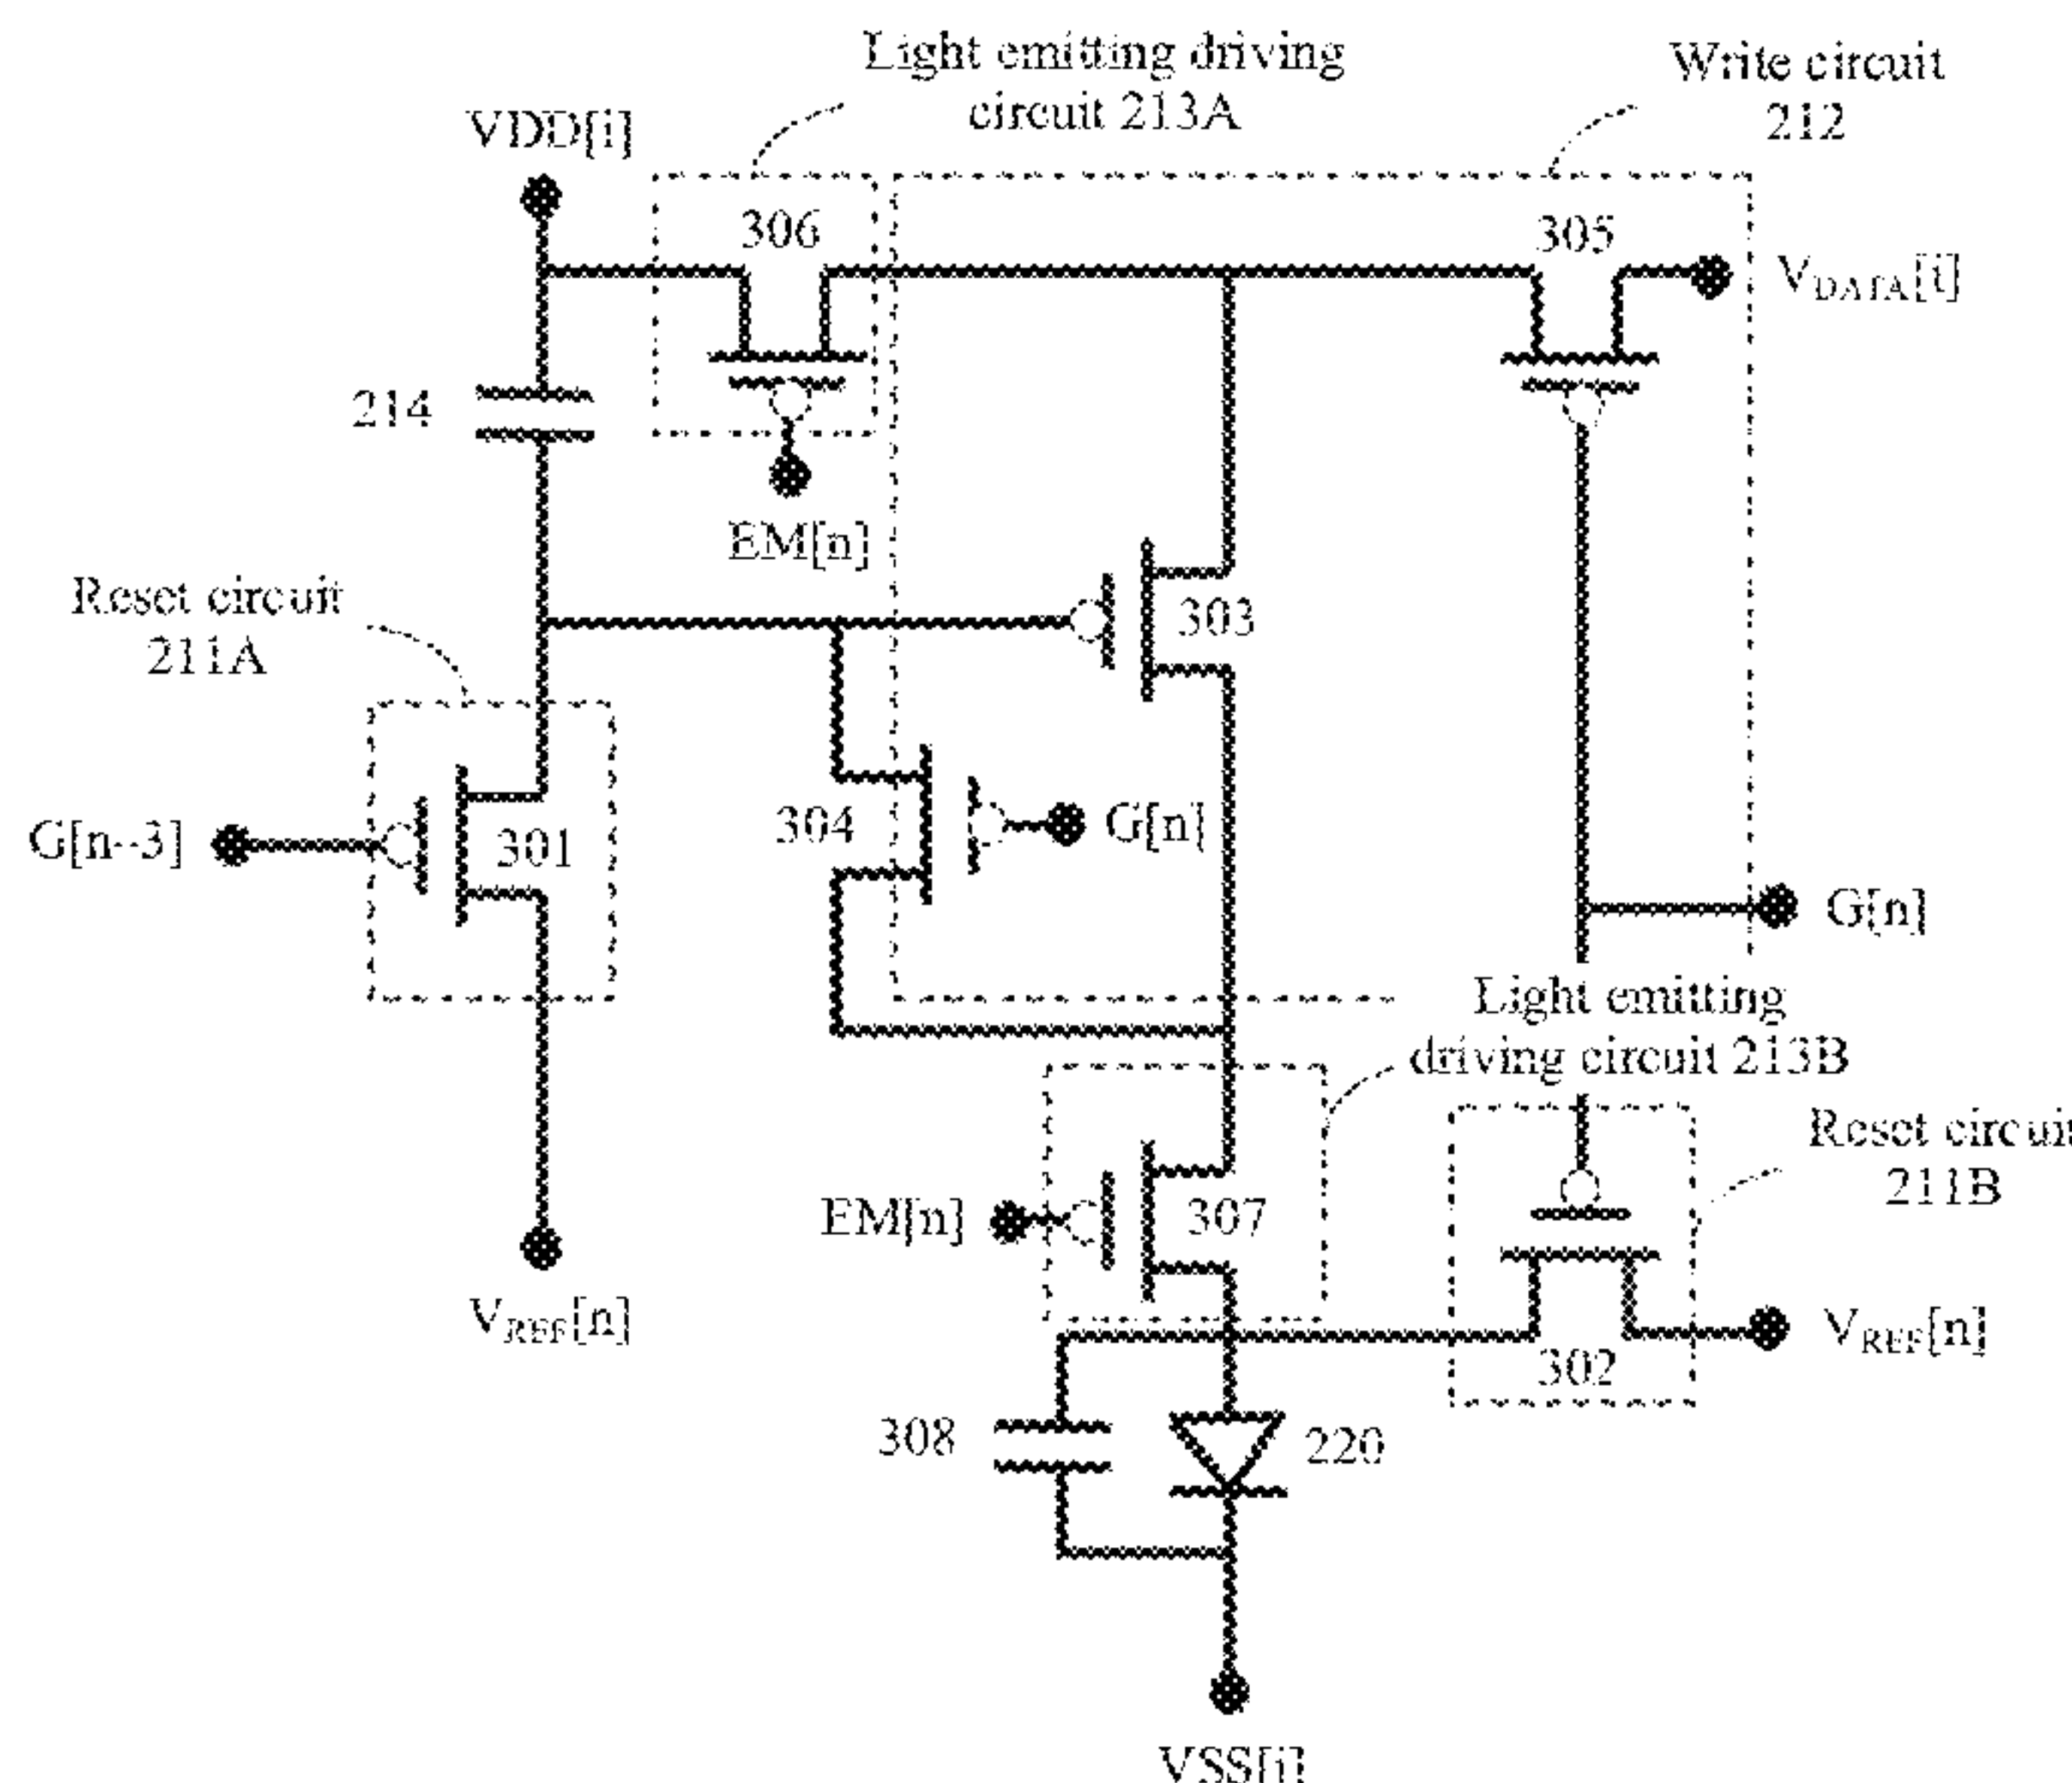 Light emitting driving
circuit 213A
Write circuit
212
VDD[i]
306
305
VDATA[i]
214
EM[n]
Reset circuit
211A
303
G[n-3]
301
304
G[n]
G[n]
Light emitting
driving circuit 213B
Reset circuit
211B
EM[n]
307
VREF[n]
302
VREF[n]
308
220
VSS[i]